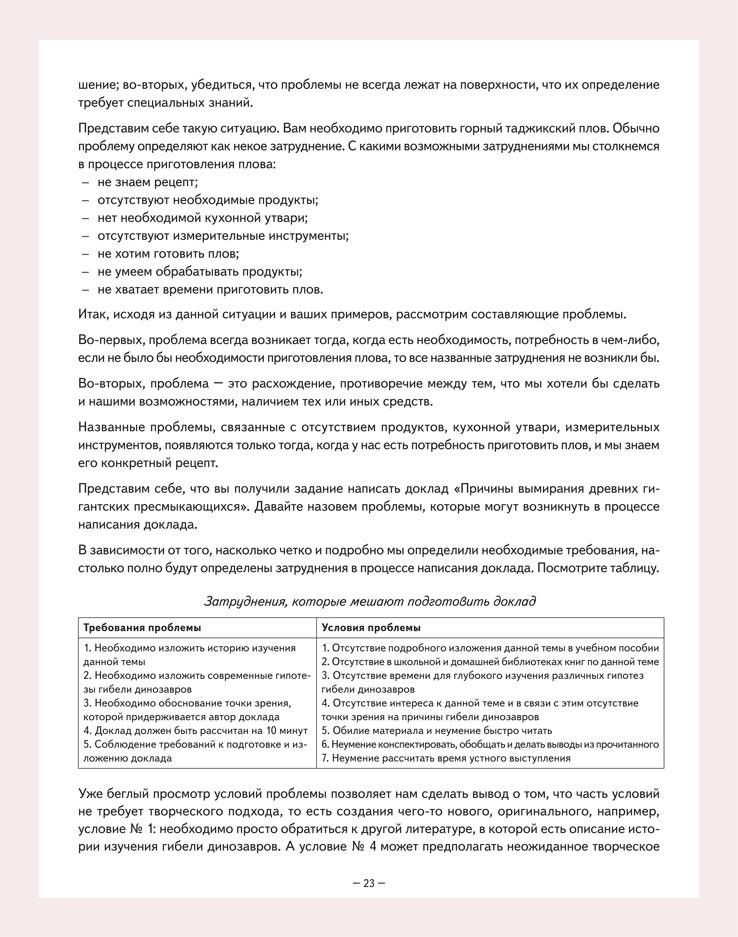 шение; во-вторых, убедиться, что проблемы не всегда лежат на поверхности, что их определение
требует специальных знаний.
Представим себе такую ситуацию. Вам необходимо приготовить горный таджикский плов. Обычно
проблему определяют как некое затруднение. С какими возможными затруднениями мы столкнемся
в процессе приготовления плова:
– не знаем рецепт;
– отсутствуют необходимые продукты;
– нет необходимой кухонной утвари;
– отсутствуют измерительные инструменты;
– не хотим готовить плов;
– не умеем обрабатывать продукты;
– не хватает времени приготовить плов.
Итак, исходя из данной ситуации и ваших примеров, рассмотрим составляющие проблемы.
Во-первых, проблема всегда возникает тогда, когда есть необходимость, потребность в чем-либо,
если не было бы необходимости приготовления плова, то все названные затруднения не возникли бы.
Во-вторых, проблема — это расхождение, противоречие между тем, что мы хотели бы сделать
и нашими возможностями, наличием тех или иных средств.
Названные проблемы, связанные с отсутствием продуктов, кухонной утвари, измерительных
инструментов, появляются только тогда, когда у нас есть потребность приготовить плов, и мы знаем
его конкретный рецепт.
Представим себе, что вы получили задание написать доклад «Причины вымирания древних ги-
гантских пресмыкающихся». Давайте назовем проблемы, которые могут возникнуть в процессе
написания доклада.
В зависимости от того, насколько четко и подробно мы определили необходимые требования, на-
столько полно будут определены затруднения в процессе написания доклада. Посмотрите таблицу.
Затруднения, которые мешают подготовить доклад
Требования проблемы
1. Необходимо изложить историю изучения
данной темы
2. Необходимо изложить современные гипоте-
зы гибели динозавров
3. Необходимо обоснование точки зрения,
которой придерживается автор доклада
4. Доклад должен быть рассчитан на 10 минут
5. Соблюдение требований к подготовке и из-
ложению доклада
Условия проблемы
1. Отсутствие подробного изложения данной темы в учебном пособии
2. Отсутствие в школьной и домашней библиотеках книг по данной теме
3. Отсутствие времени для глубокого изучения различных гипотез
гибели динозавров
4. Отсутствие интереса к данной теме и в связи с этим отсутствие
точки зрения на причины гибели динозавров
5. Обилие материала и неумение быстро читать
6. Неумение конспектировать, обобщать и делать выводы из прочитанного
7. Неумение рассчитать время устного выступления
Уже беглый просмотр условий проблемы позволяет нам сделать вывод о том, что часть условий
не требует творческого подхода, то есть создания чего-то нового, оригинального, например,
условие № 1: необходимо просто обратиться к другой литературе, в которой есть описание исто-
рии изучения гибели динозавров. А условие № 4 может предполагать неожиданное творческое
— 23 —